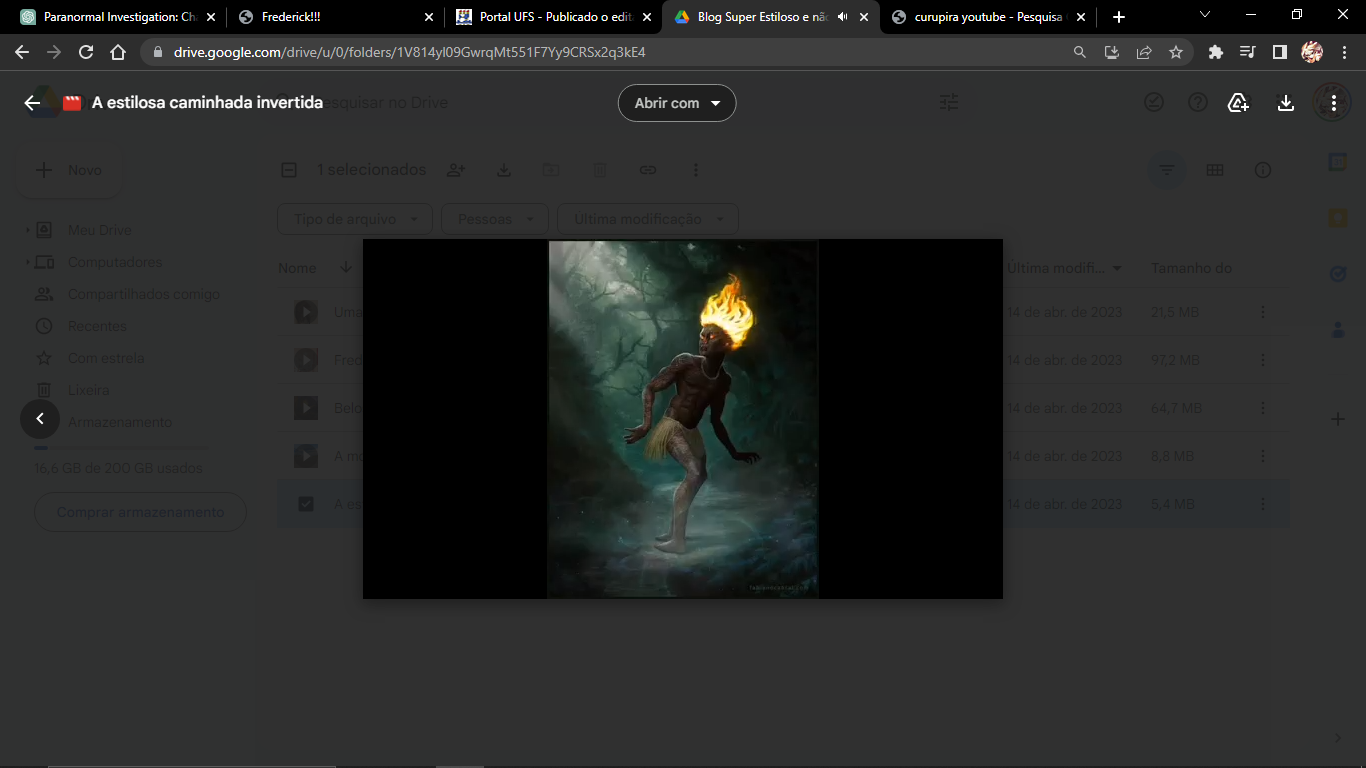 Paranormal Investigation: Ch
Frederick!!!
Portal UFS - Publicado o edit
Blog Super Estiloso e não
curupira youtube - Pesquisa
drive.google.com/drive/u/0/folders/1V814yl09GwrqMt551F7Yy9CRSx2q3kE4
A estilosa caminhada invertida
esquisar no Drive
Abrir com
Novo
1 selecionados
Tipo de arquivo
Pessoas
Última modificação
Meu Drive
Computadores
Compartilhados comigo
Recentes
Com estrela
Lixeira
Armazenamento
16,6 GB de 200 GB usados
Comprar armazenamento
Nome
Última modifi...
Tamanho do
Uma
14 de abr. de 2023
21,5 MB
Fred
14 de abr. de 2023
97,2 MB
Belo
14 de abr. de 2023
64,7 MB
A mo
14 de abr. de 2023
8,8 MB
A es
14 de abr. de 2023
5,4 MB